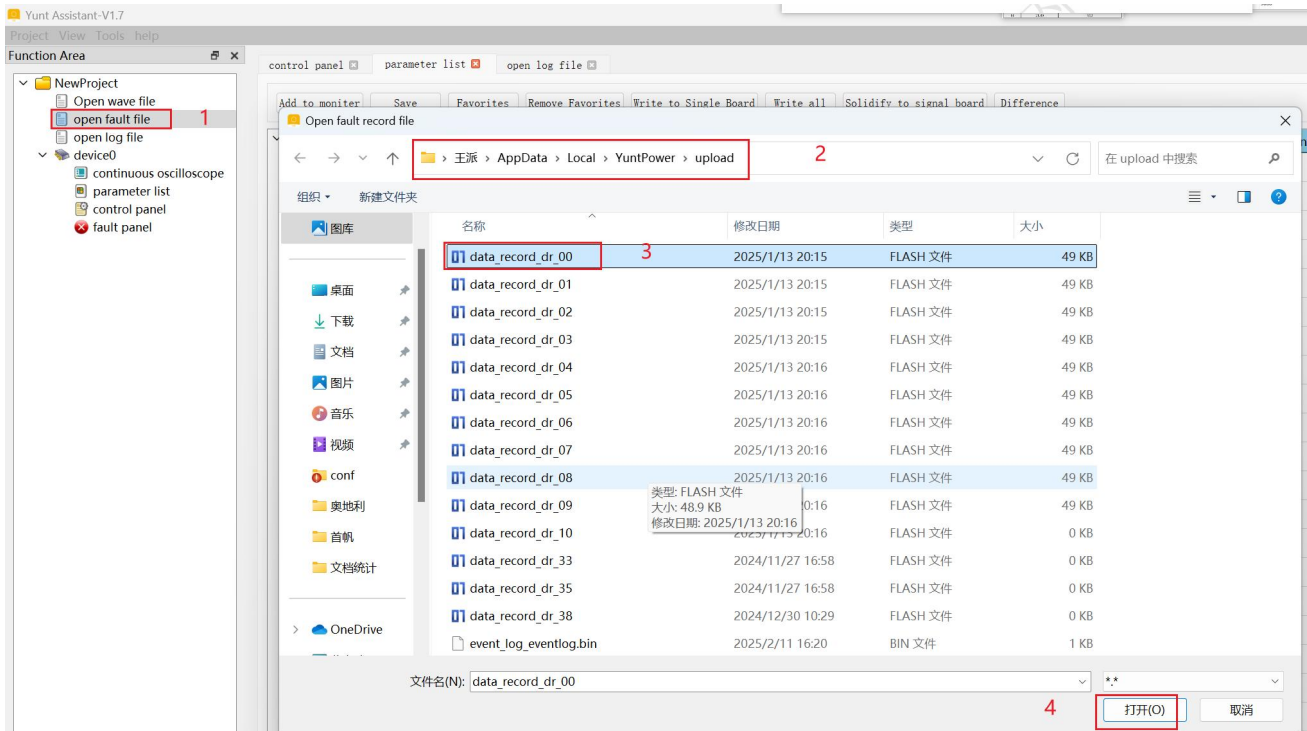 Yunt Assistant-V1.7
Project View Tools help
Function Area
NewProject
Open wave file
open fault file
1
open log file
device0
continuous oscilloscope
parameter list
control panel
fault panel
control panel
parameter list
open log file
Add to moniter Save Favorites Remove Favorites Write to Single Board Write all Solidify to signal board Difference
Open fault record file
王派 > AppData > Local > YuntPower > upload
2
在 upload 中搜索
组织 新建文件夹
图库
桌面
下载
文档
图片
音乐
视频
conf
奥地利
首帆
文档统计
OneDrive
名称 修改日期 类型 大小
data_record_dr_00 3 2025/1/13 20:15 FLASH 文件 49 KB
data_record_dr_01 2025/1/13 20:15 FLASH 文件 49 KB
data_record_dr_02 2025/1/13 20:15 FLASH 文件 49 KB
data_record_dr_03 2025/1/13 20:15 FLASH 文件 49 KB
data_record_dr_04 2025/1/13 20:16 FLASH 文件 49 KB
data_record_dr_05 2025/1/13 20:16 FLASH 文件 49 KB
data_record_dr_06 2025/1/13 20:16 FLASH 文件 49 KB
data_record_dr_07 2025/1/13 20:16 FLASH 文件 49 KB
data_record_dr_08 2025/1/13 20:16 FLASH 文件 49 KB
data_record_dr_09 0:16 FLASH 文件 49 KB
data_record_dr_10 2025/1/13 20:16 FLASH 文件 0 KB
data_record_dr_33 2024/11/27 16:58 FLASH 文件 0 KB
data_record_dr_35 2024/11/27 16:58 FLASH 文件 0 KB
data_record_dr_38 2024/12/30 10:29 FLASH 文件 0 KB
event_log_eventlog.bin 2025/2/11 16:20 BIN 文件 1 KB
类型: FLASH 文件
大小: 48.9 KB
修改日期: 2025/1/13 20:16
文件名(N): data_record_dr_00 *.*
4
打开(O) 取消